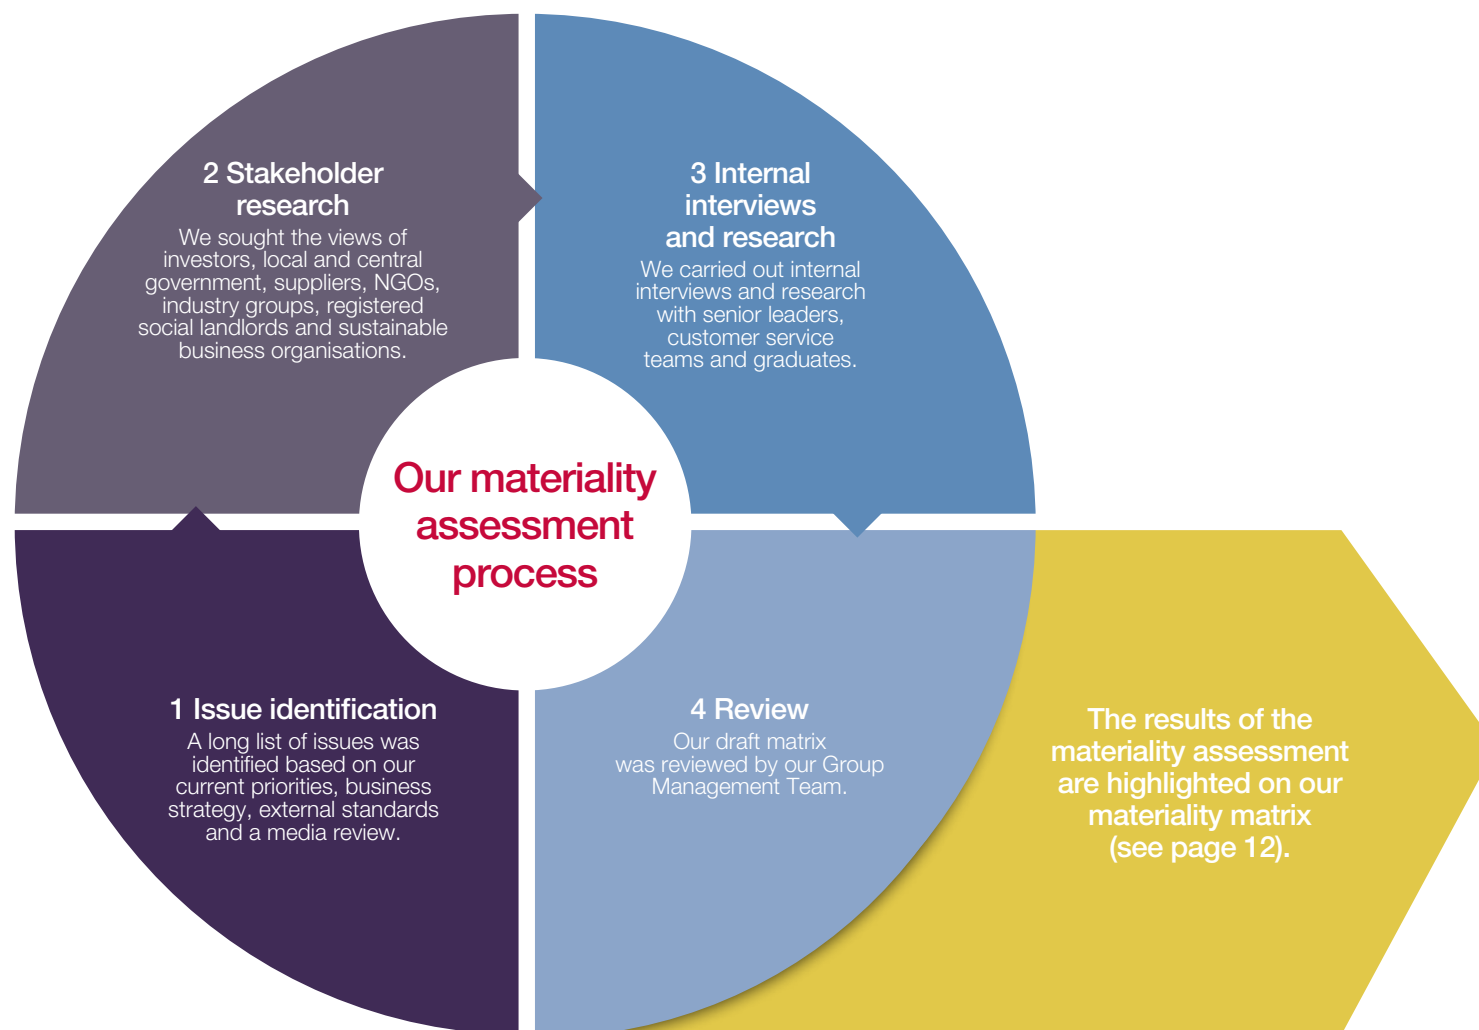 Our materiality
assessment
process
1 Issue identification
A long list of issues was
identified based on our
current priorities, business
strategy, external standards
and a media review.
2 Stakeholder
research
We sought the views of
investors, local and central
government, suppliers, NGOs,
industry groups, registered
social landlords and sustainable
business organisations.
3 Internal
interviews
and research
We carried out internal
interviews and research
with senior leaders,
customer service
teams and graduates.
4 Review
Our draft matrix
was reviewed by our Group
Management Team.
The results of the
materiality assessment
are highlighted on our
materiality matrix
(see page 12).